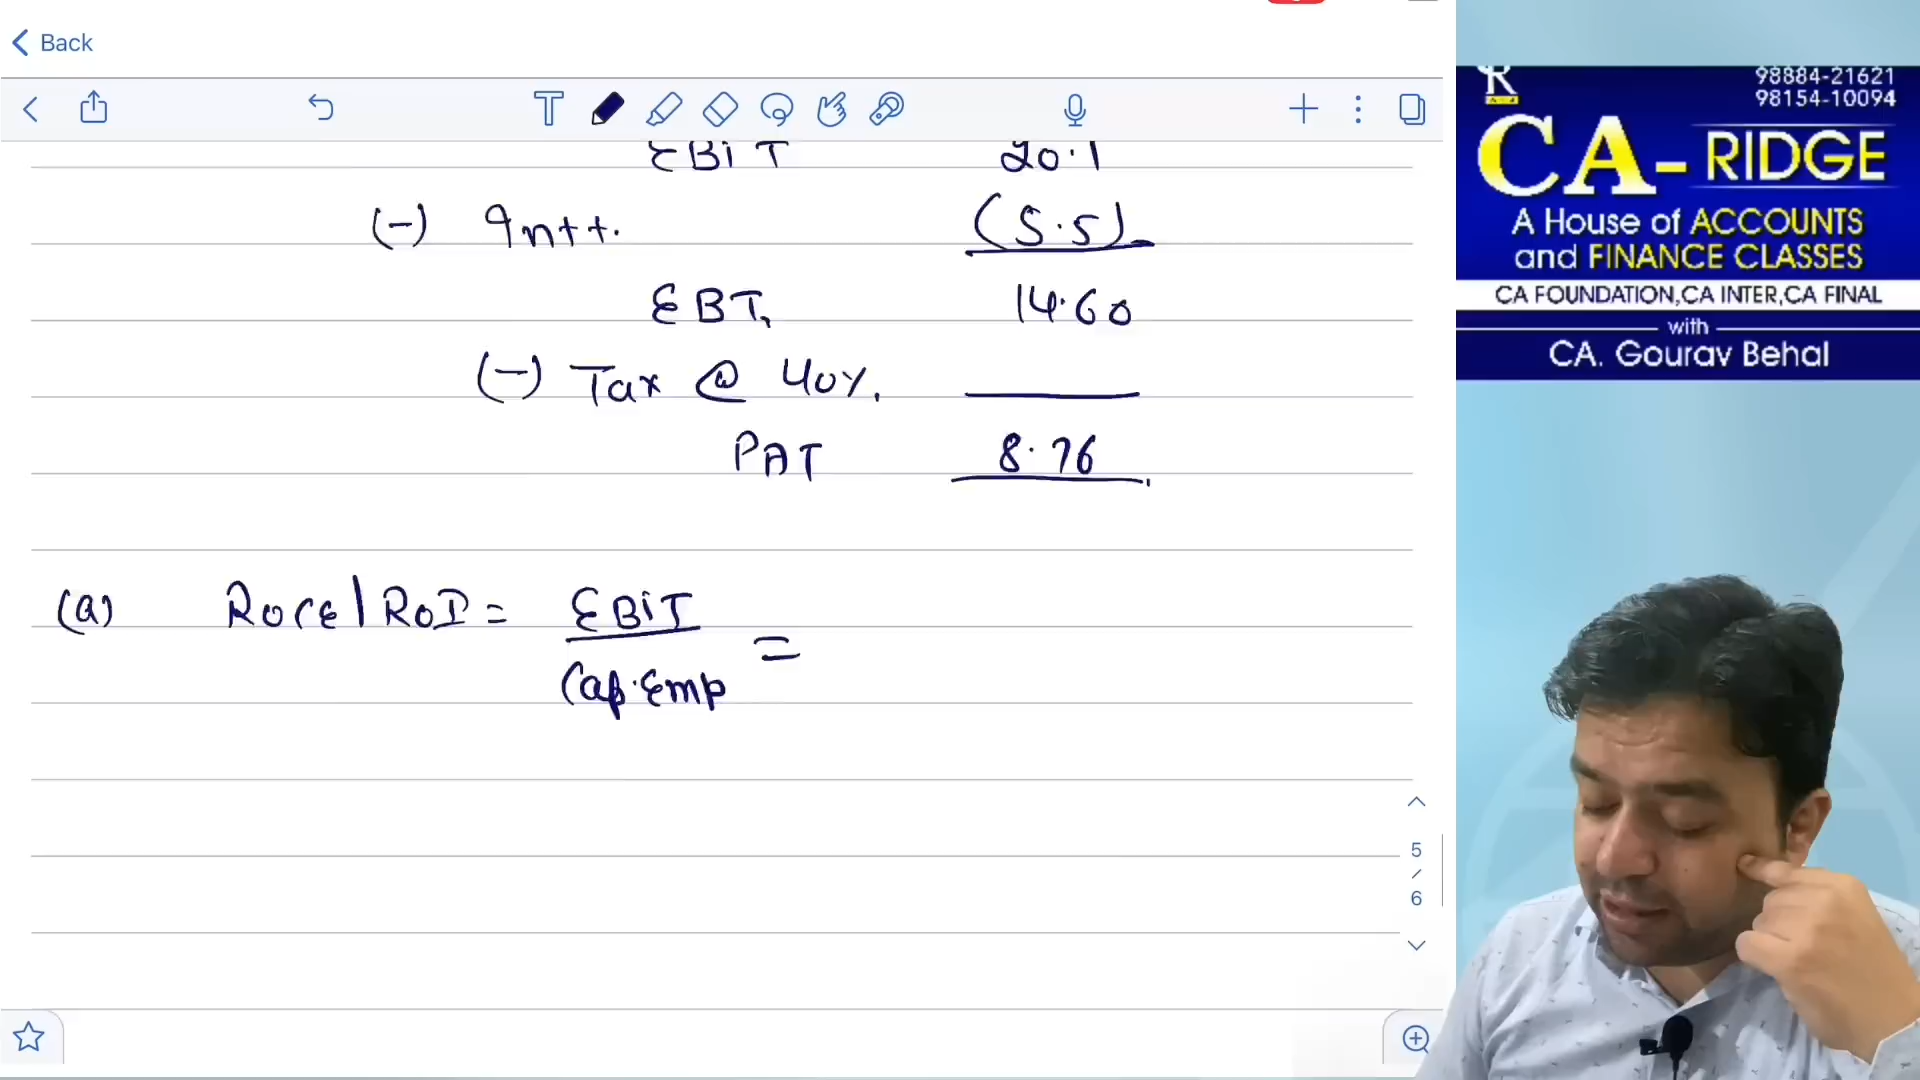 Back
EBIT 20.1
(-) Intt. (5.5)
EBT, 14.60
(-) Tax @ 40%.
PAT 8.76
(a) ROCE | ROI = EBIT / Cap. Emp =
5
/
6
R
98884-21621
98154-10094
CA- RIDGE
A House of ACCOUNTS
and FINANCE CLASSES
CA FOUNDATION,CA INTER,CA FINAL
with
CA. Gourav Behal